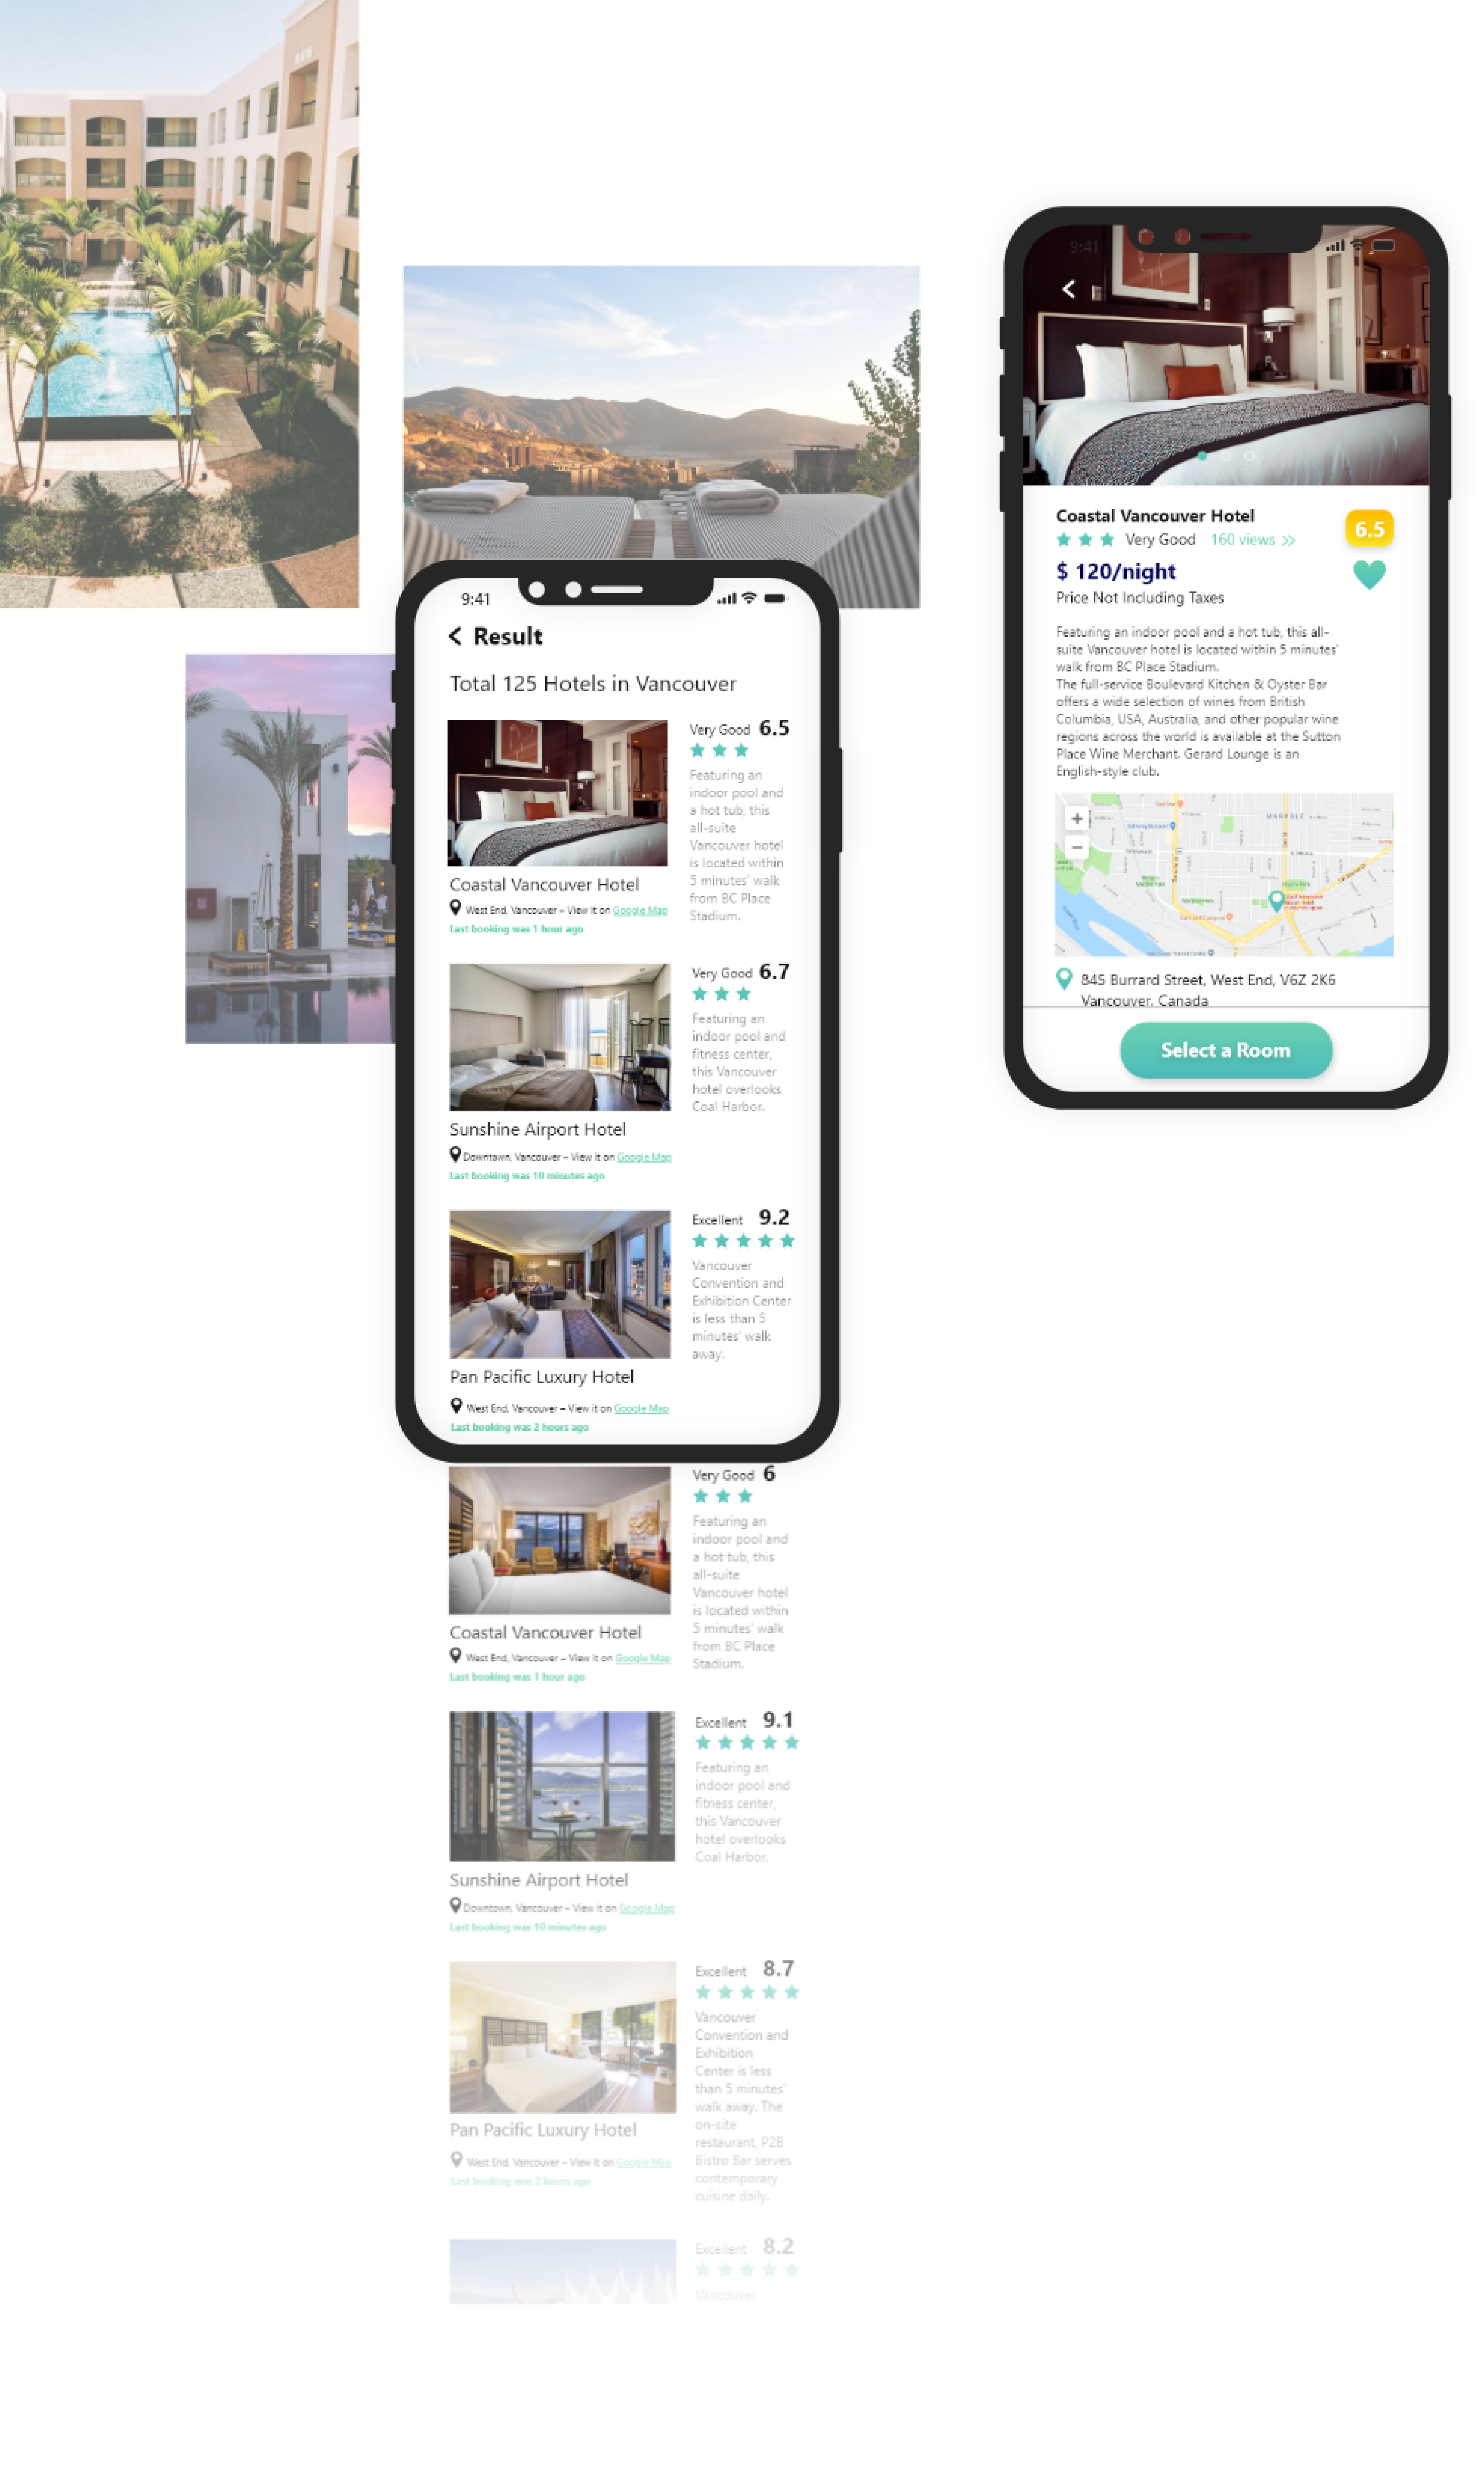 9:41
Result
Total 125 Hotels in Vancouver
Very Good 6.5
Featuring an
indoor pool and
a hot tub, this
all-suite
Vancouver hotel
is located within
5 minutes' walk
from BC Place
Stadium.
Coastal Vancouver Hotel
West End, Vancouver – View it on Google Map
Last booking was 1 hour ago
Very Good 6.7
Featuring an
indoor pool and
fitness center,
this Vancouver
hotel overlooks
Coal Harbor.
Sunshine Airport Hotel
Downtown, Vancouver – View it on Google Map
Last booking was 10 minutes ago
Excellent 9.2
Vancouver
Convention and
Exhibition Center
is less than 5
minutes' walk
away.
Pan Pacific Luxury Hotel
West End, Vancouver – View it on Google Map
Last booking was 2 hours ago
Very Good 6
Featuring an
indoor pool and
a hot tub, this
all-suite
Vancouver hotel
is located within
5 minutes' walk
from BC Place
Stadium.
Coastal Vancouver Hotel
West End, Vancouver – View it on Google Map
Last booking was 1 hour ago
Excellent 9.1
Featuring an
indoor pool and
fitness center,
this Vancouver
hotel overlooks
Coal Harbor.
Sunshine Airport Hotel
Downtown, Vancouver – View it on Google Map
Last booking was 10 minutes ago
Excellent 8.7
Vancouver
Convention and
Exhibition
Center is less
than 5 minutes'
walk away. The
on-site
restaurant, P2B
Bistro Bar serves
contemporary
cuisine daily.
Pan Pacific Luxury Hotel
West End, Vancouver – View it on Google Map
Last booking was 2 hours ago
Excellent 8.2
Vancouver
9:41
Coastal Vancouver Hotel
6.5
Very Good 160 views
$ 120/night
Price Not Including Taxes
Featuring an indoor pool and a hot tub, this all-
suite Vancouver hotel is located within 5 minutes'
walk from BC Place Stadium.
The full-service Boulevard Kitchen & Oyster Bar
offers a wide selection of wines from British
Columbia, USA, Australia, and other popular wine
regions across the world is available at the Sutton
Place Wine Merchant. Gerard Lounge is an
English-style club.
MARPOLE
845 Burrard Street, West End, V6Z 2K6
Vancouver, Canada
Select a Room